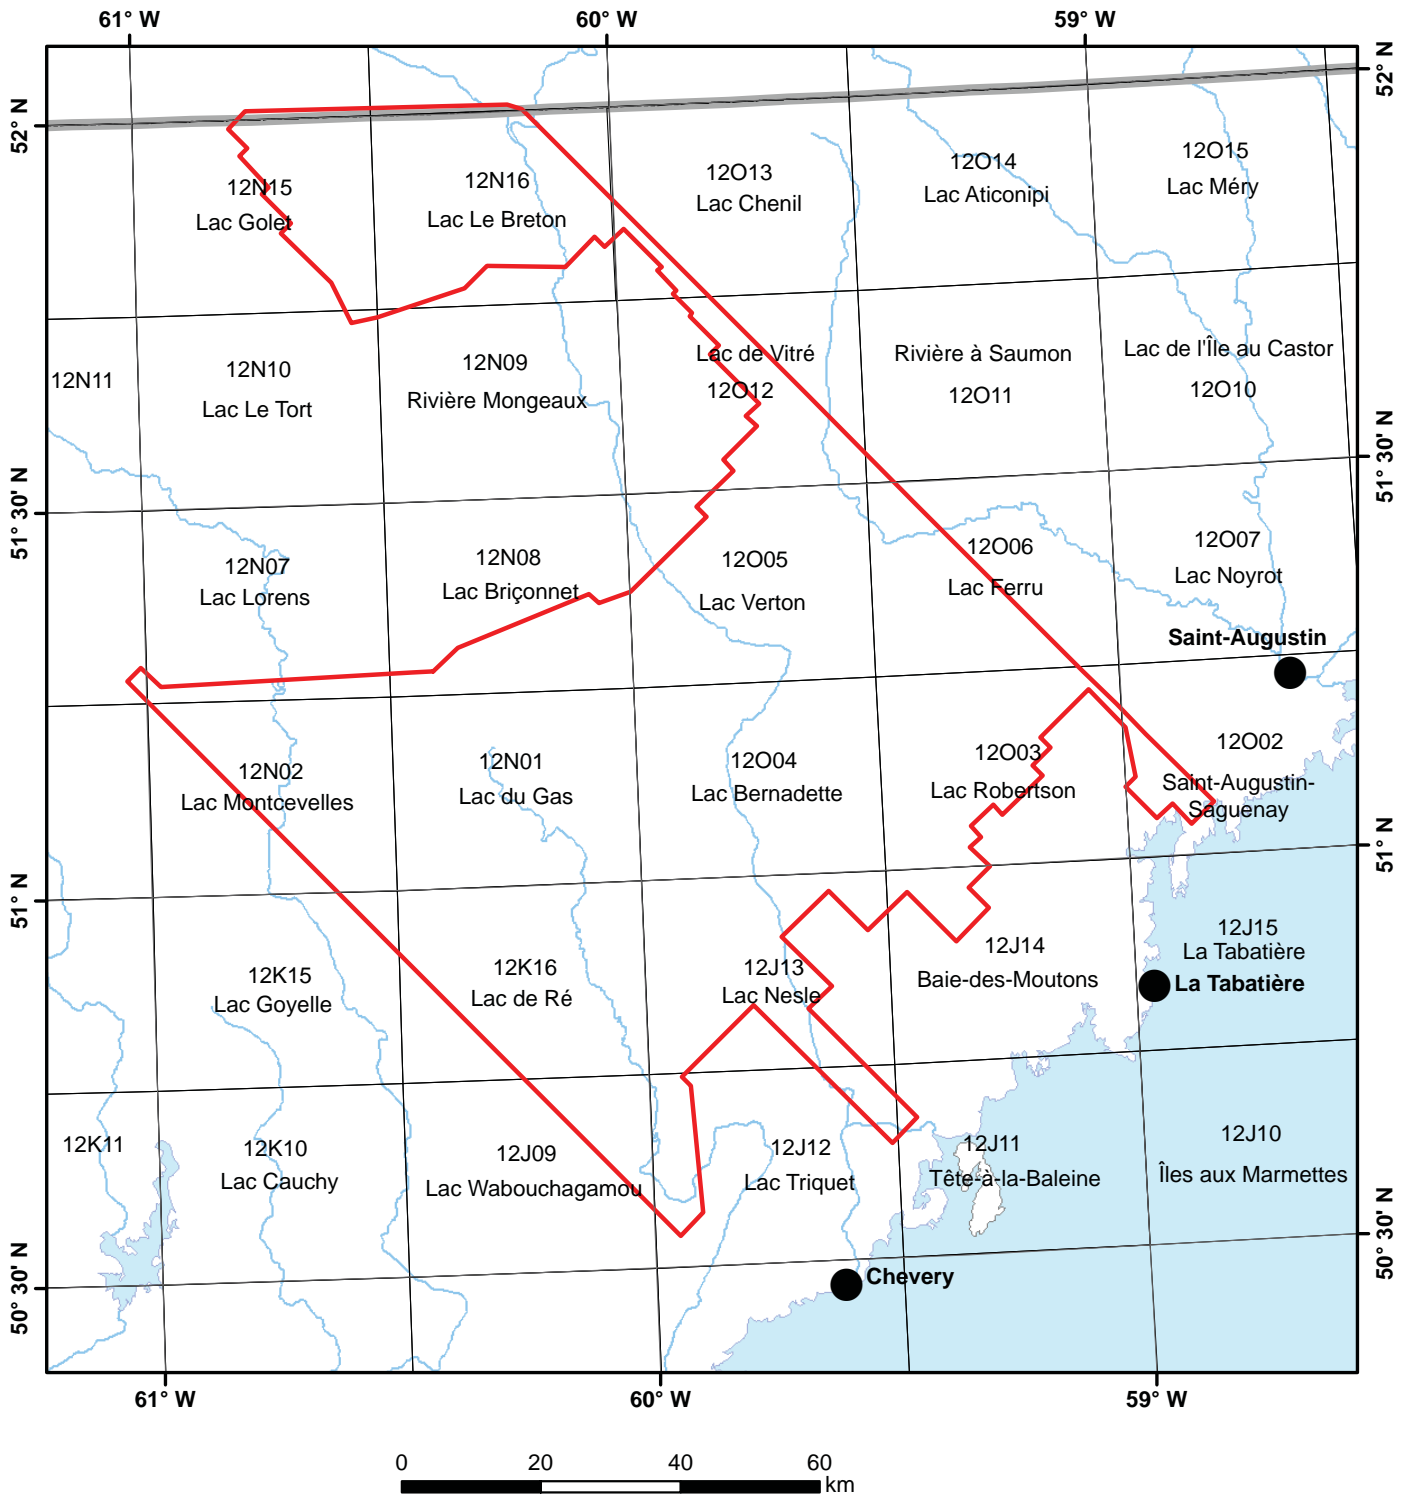 61° W
60° W
59° W
52° N
52° N
12O15
Lac Méry
12O14
Lac Aticonipi
12O13
Lac Chenil
12N16
Lac Le Breton
12N15
Lac Golet
Lac de l'Île au Castor
12O10
Rivière à Saumon
12O11
Lac de Vitré
12O12
12N09
Rivière Mongeaux
12N10
Lac Le Tort
12N11
51° 30' N
51° 30' N
12O07
Lac Noyrot
12O06
Lac Ferru
12O05
Lac Verton
12N08
Lac Briçonnet
12N07
Lac Lorens
Saint-Augustin
12O02
Saint-Augustin-
Saguenay
12O03
Lac Robertson
12O04
Lac Bernadette
12N01
Lac du Gas
12N02
Lac Montcevelles
51° N
51° N
12J15
La Tabatière
La Tabatière
12J14
Baie-des-Moutons
12J13
Lac Nesle
12K16
Lac de Ré
12K15
Lac Goyelle
12J10
Îles aux Marmettes
12J11
Tête-à-la-Baleine
12J12
Lac Triquet
12J09
Lac Wabouchagamou
12K10
Lac Cauchy
12K11
50° 30' N
50° 30' N
Chevery
61° W
60° W
59° W
0
20
40
60
km